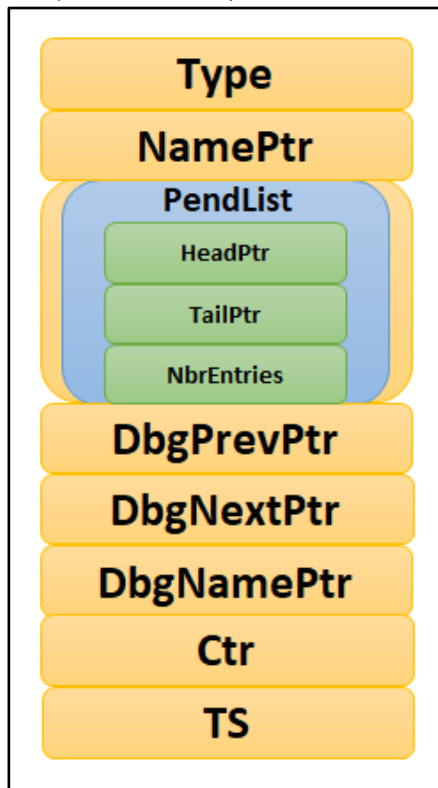 Type
NamePtr
PendList
HeadPtr
TailPtr
NbrEntries
DbgPrevPtr
DbgNextPtr
DbgNamePtr
Ctr
TS